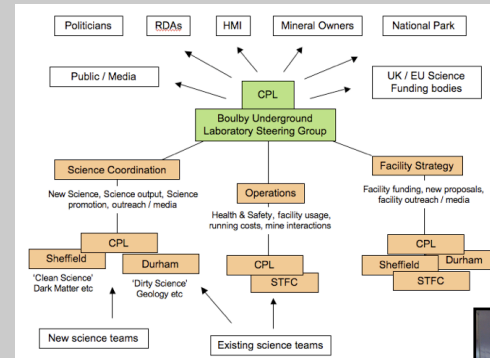 Politicians
RDAs
HMI
Mineral Owners
National Park
Public / Media
CPL
UK / EU Science
Funding bodies
Boulby Underground
Laboratory Steering Group
Science Coordination
New Science, Science output, Science
promotion, outreach / media
Operations
Health & Safety, facility usage,
running costs, mine interactions
Facility Strategy
Facility funding, new proposals,
facility outreach / media
CPL
Sheffield
Durham
'Clean Science'
Dark Matter etc
'Dirty Science'
Geology etc
CPL
STFC
CPL
Sheffield
Durham
STFC
New science teams
Existing science teams